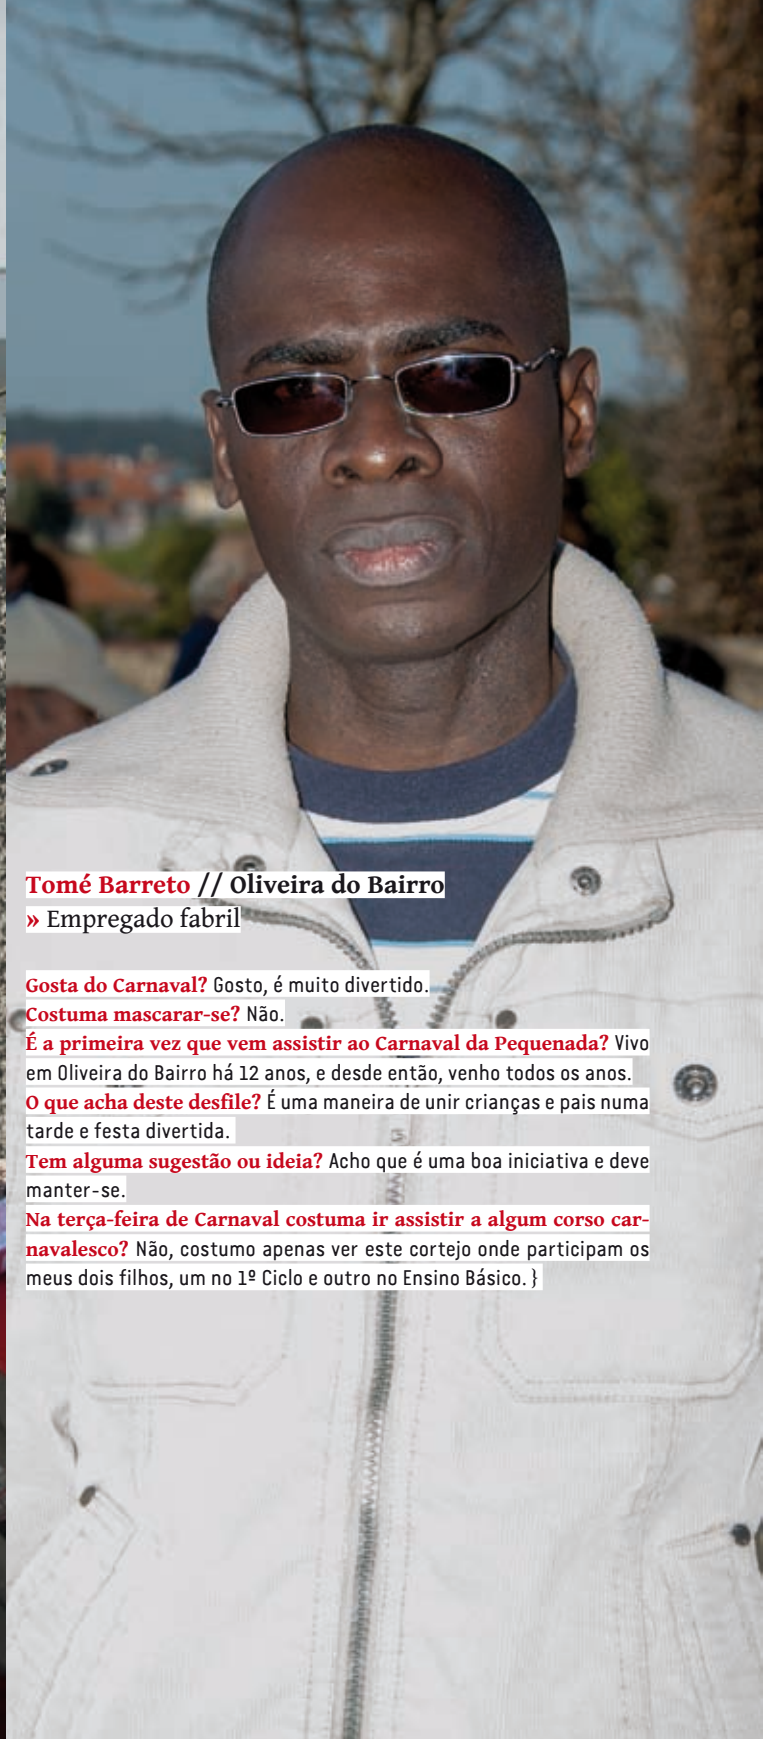 Tomé Barreto // Oliveira do Bairro
» Empregado fabril
Gosta do Carnaval? Gosto, é muito divertido.
Costuma mascarar-se? Não.
É a primeira vez que vem assistir ao Carnaval da Pequenada? Vivo
em Oliveira do Bairro há 12 anos, e desde então, venho todos os anos.
O que acha deste desfile? É uma maneira de unir crianças e pais numa
tarde e festa divertida.
Tem alguma sugestão ou ideia? Acho que é uma boa iniciativa e deve
manter-se.
Na terça-feira de Carnaval costuma ir assistir a algum corso car-
navalesco? Não, costumo apenas ver este cortejo onde participam os
meus dois filhos, um no 1º Ciclo e outro no Ensino Básico. }